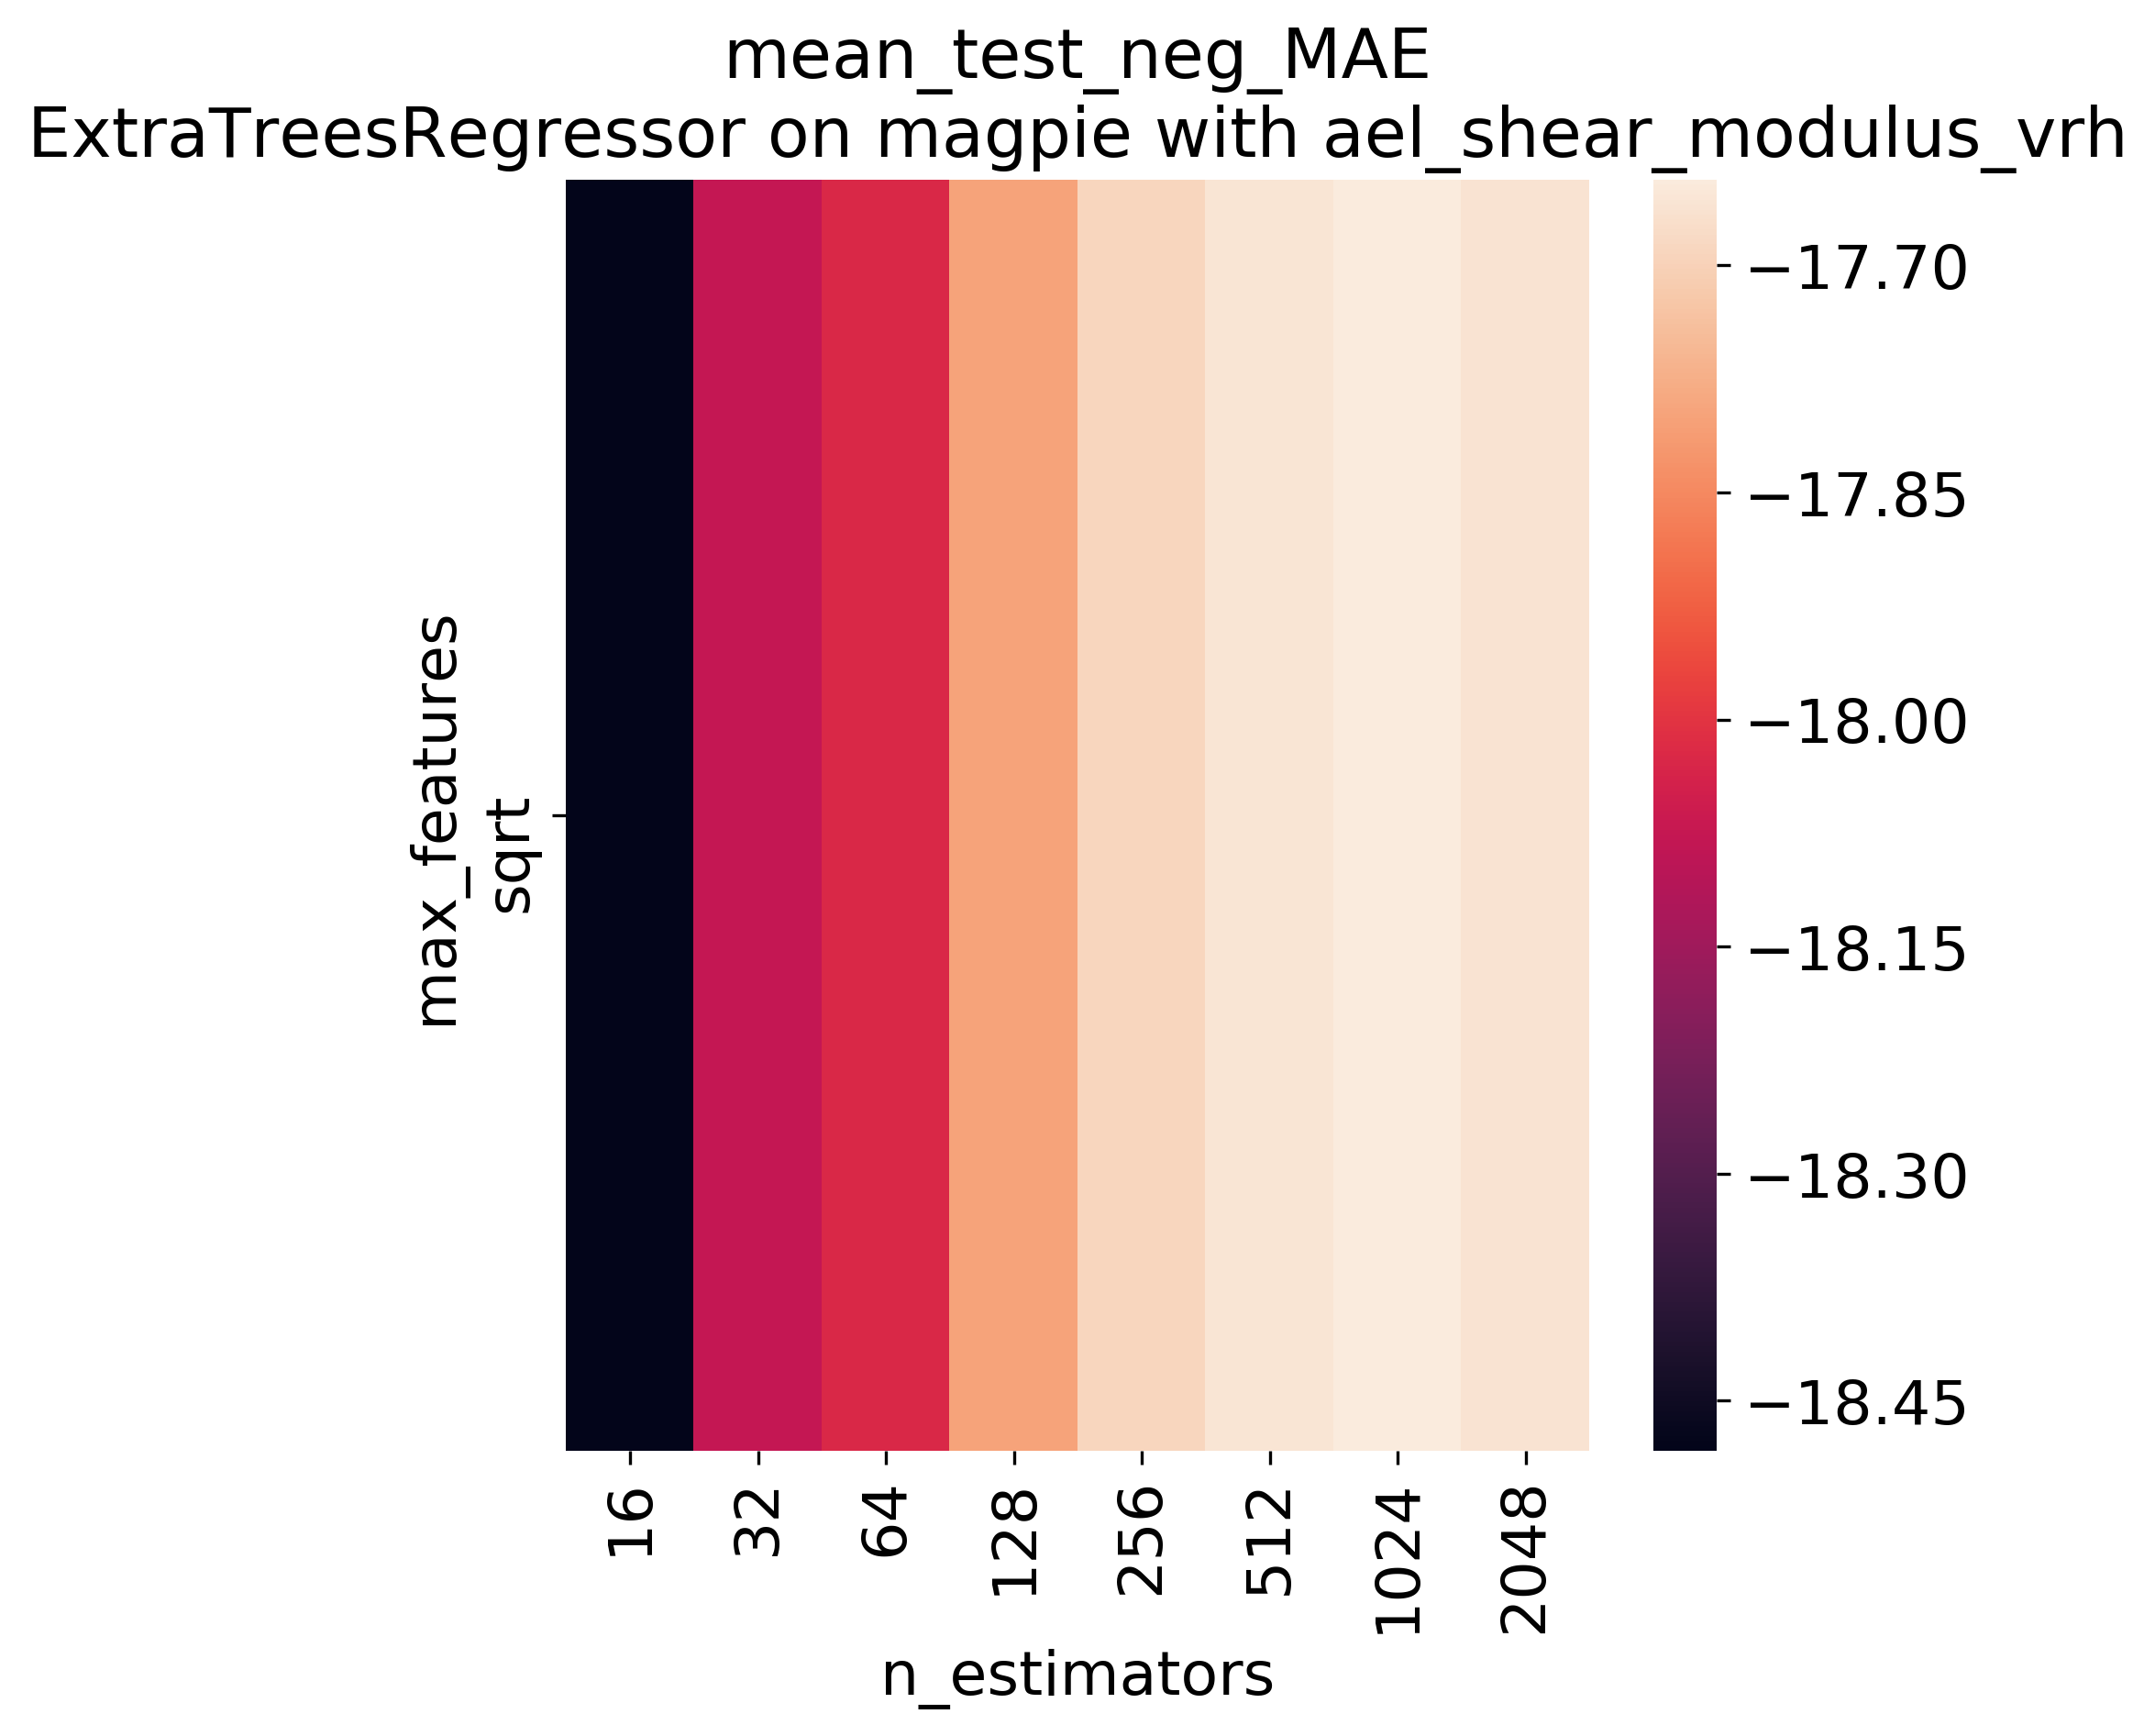 mean_test_neg_MAE
ExtraTreesRegressor on magpie with ael_shear_modulus_vrh
max_features
sqrt
−17.70
−17.85
−18.00
−18.15
−18.30
−18.45
16
32
64
128
256
512
1024
2048
n_estimators